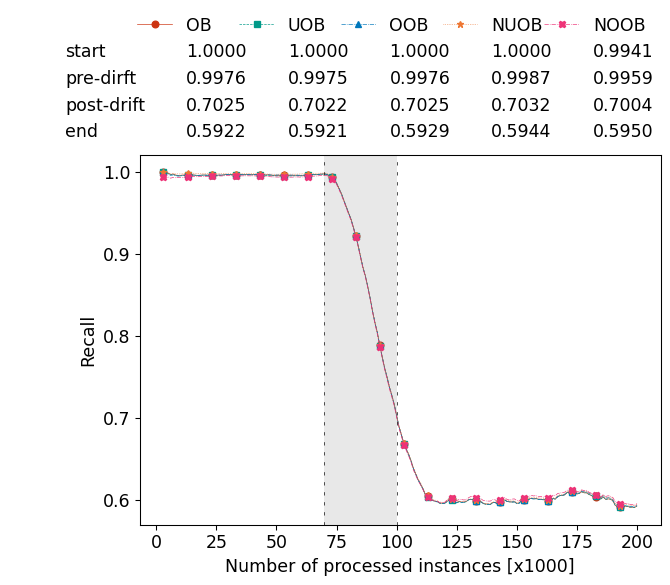 OB UOB OOB NUOB NOOB
start 1.0000 1.0000 1.0000 1.0000 0.9941
pre-dirft 0.9976 0.9975 0.9976 0.9987 0.9959
post-drift 0.7025 0.7022 0.7025 0.7032 0.7004
end 0.5922 0.5921 0.5929 0.5944 0.5950
1.0
0.9
0.8
0.7
0.6
Recall
0 25 50 75 100 125 150 175 200
Number of processed instances [x1000]